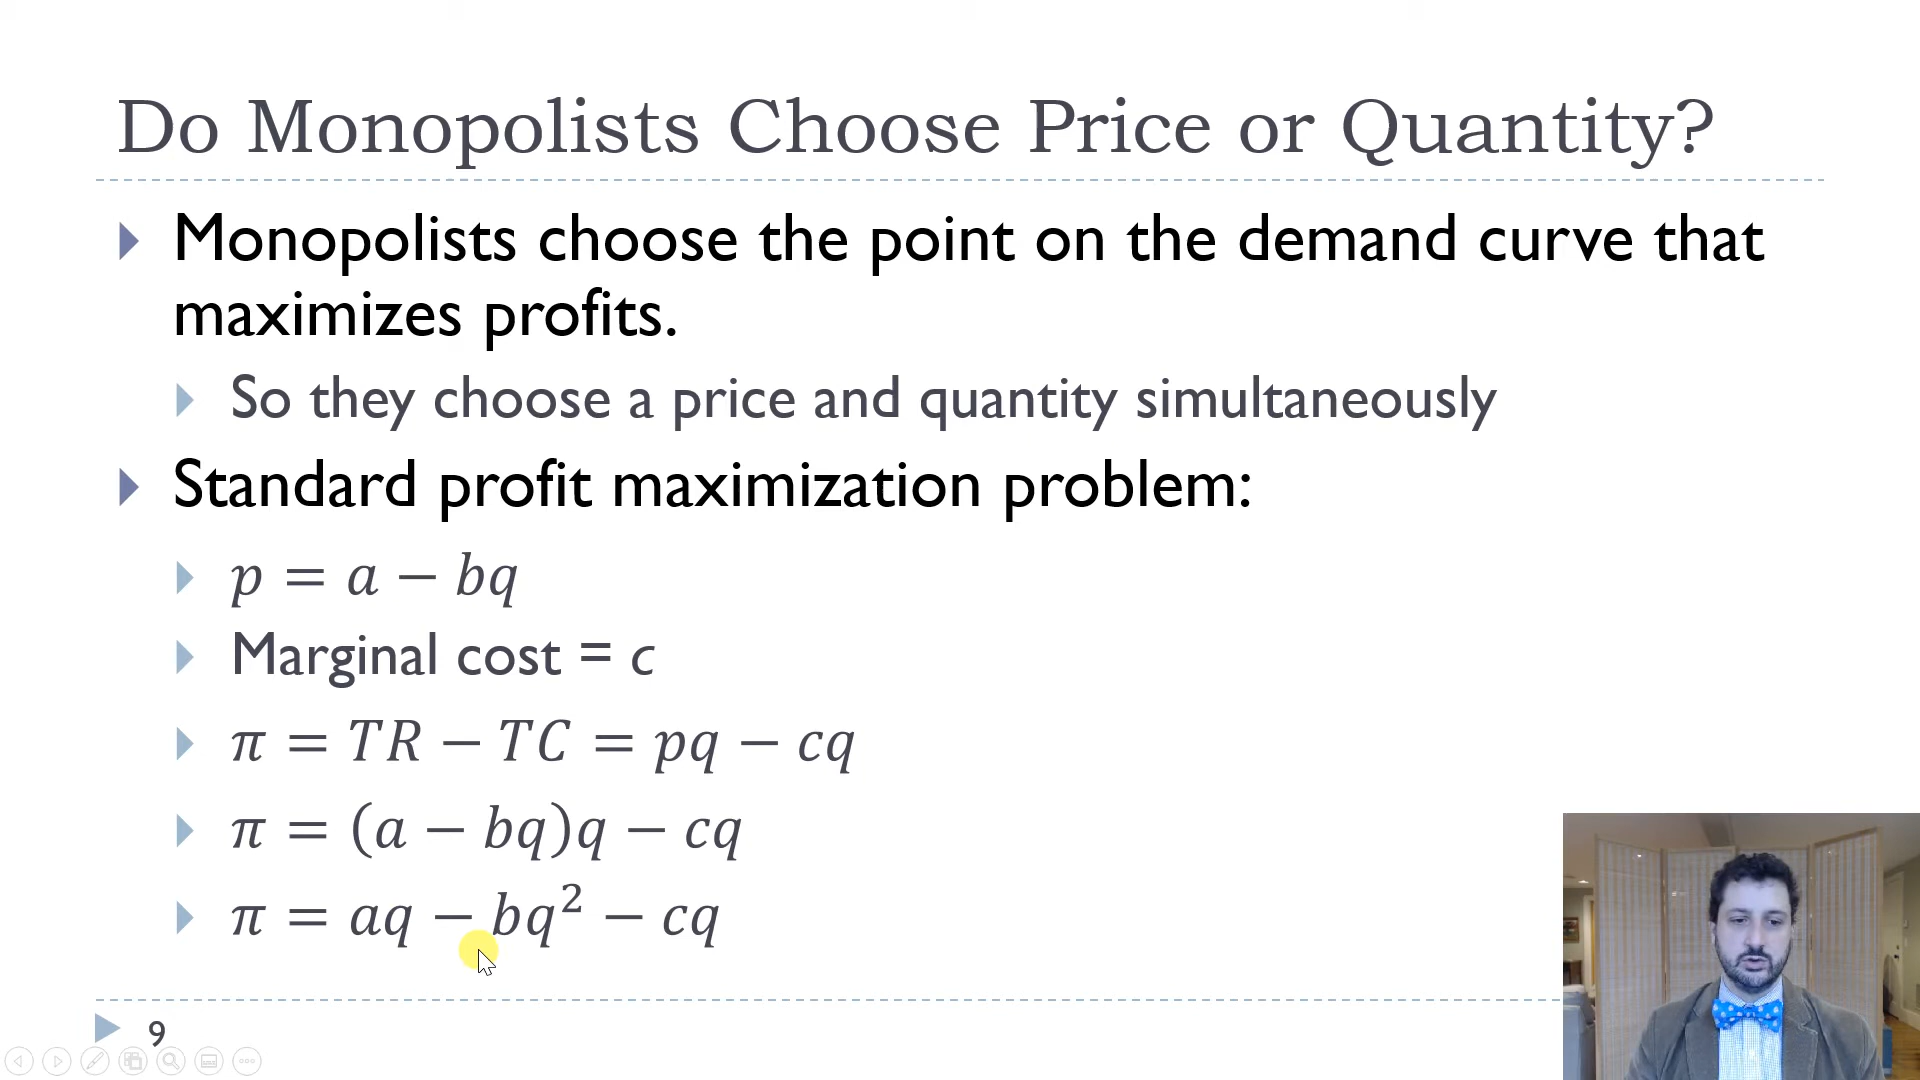 Do Monopolists Choose Price or Quantity?
Monopolists choose the point on the demand curve that
maximizes profits.
So they choose a price and quantity simultaneously
Standard profit maximization problem:
p = a − bq
Marginal cost = c
π = TR − TC = pq − cq
π = (a − bq)q − cq
π = aq − bq² − cq
9